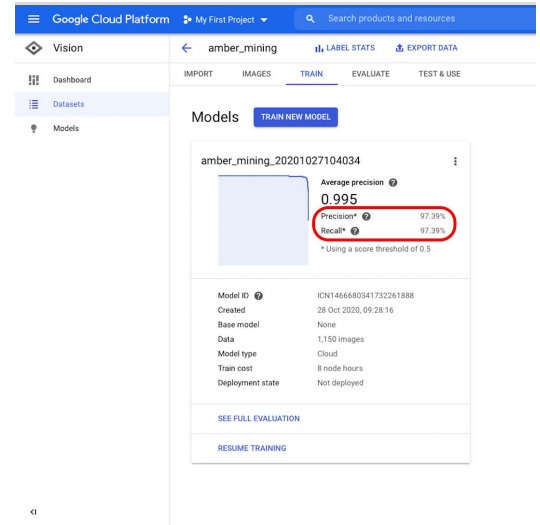 Google Cloud Platform My First Project Search products and resources
Vision amber_mining LABEL STATS EXPORT DATA
Dashboard
Datasets
Models
IMPORT IMAGES TRAIN EVALUATE TEST & USE
Models TRAIN NEW MODEL
amber_mining_20201027104034
Average precision
0.995
Precision* 97.39%
Recall* 97.39%
* Using a score threshold of 0.5
Model ID ICN1466680341732261888
Created 28 Oct 2020, 09:28:16
Base model None
Data 1,150 images
Model type Cloud
Train cost 8 node hours
Deployment state Not deployed
SEE FULL EVALUATION
RESUME TRAINING